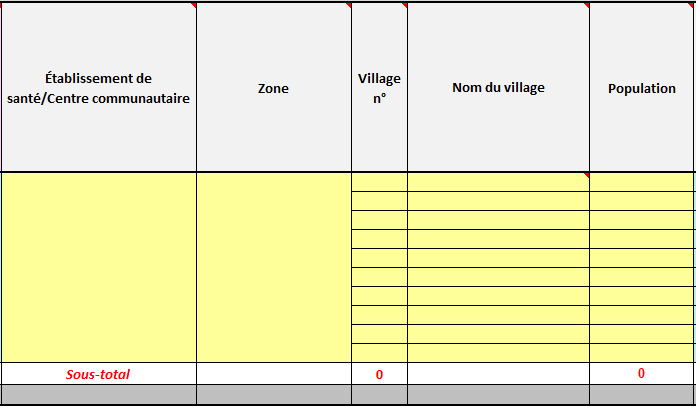 Établissement de
santé/Centre communautaire
Zone
Village
n°
Nom du village
Population
Sous-total
0
0